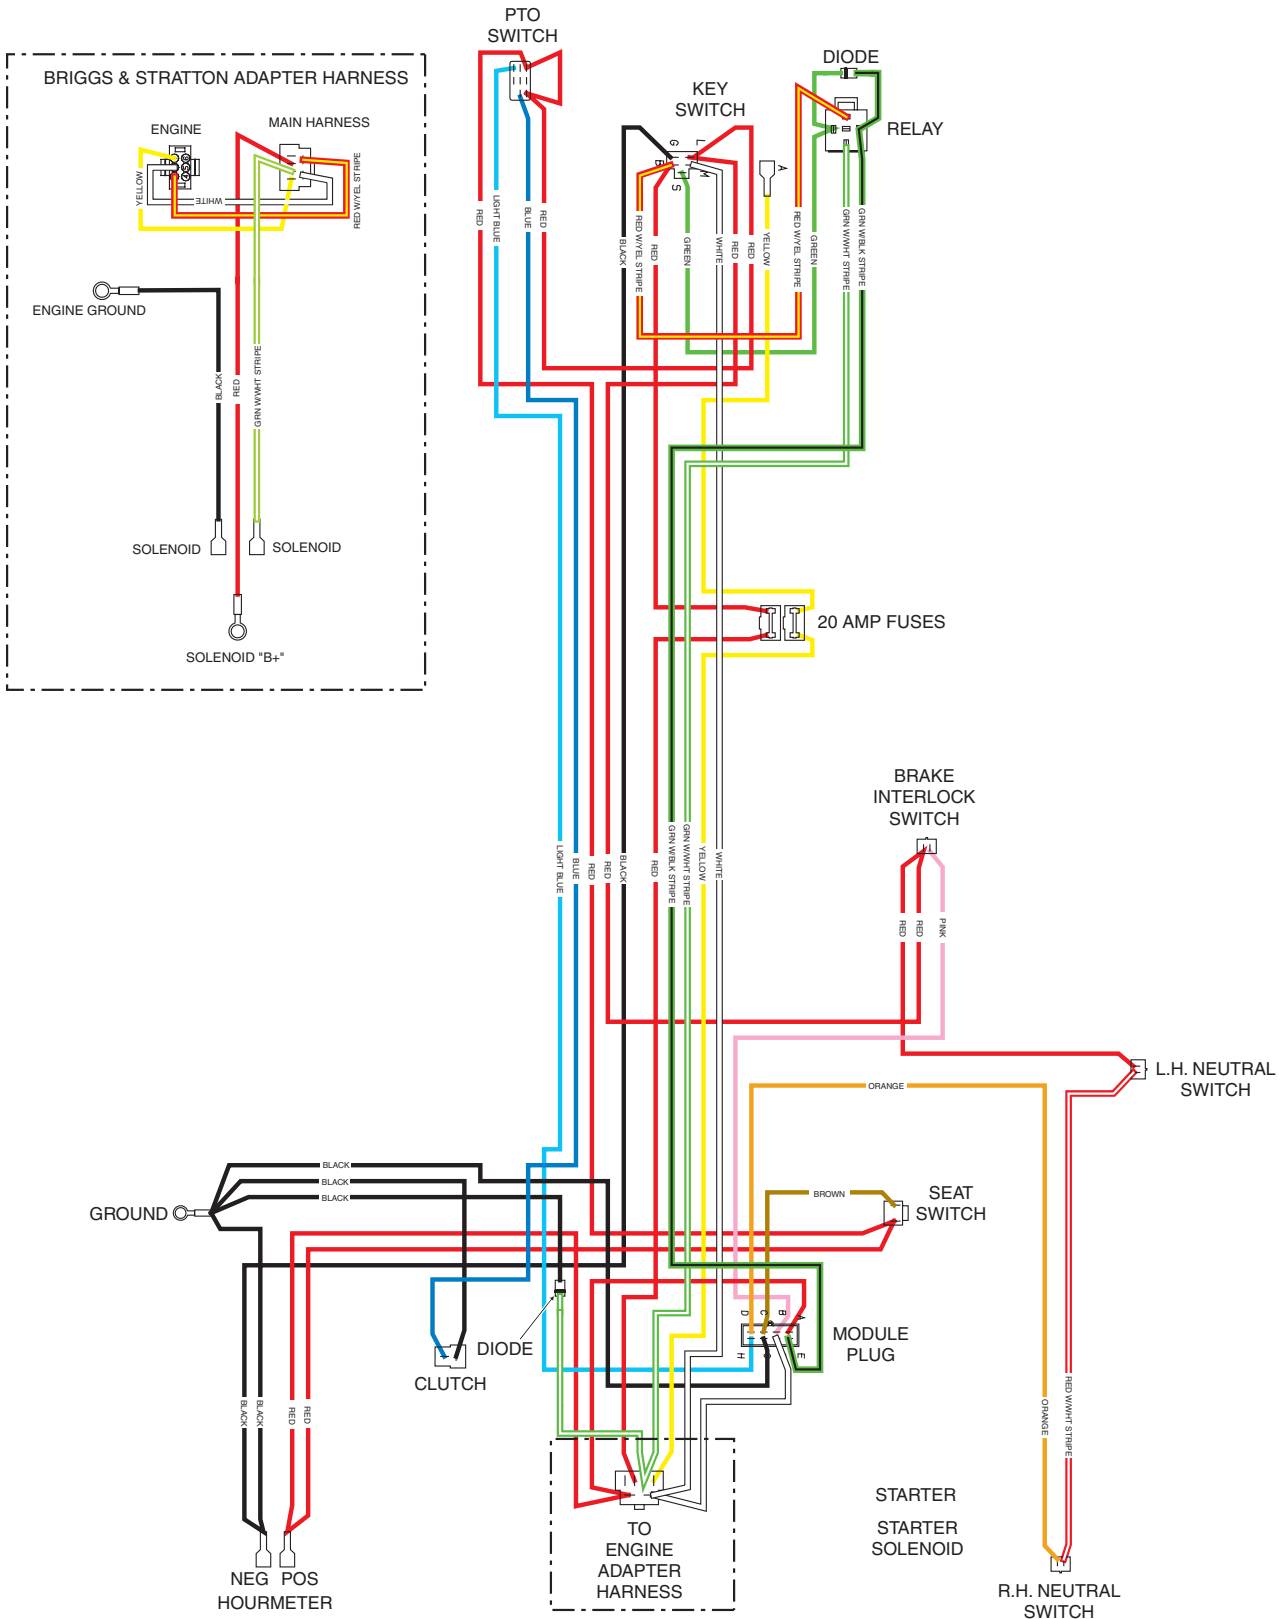 PTO
SWITCH
DIODE
BRIGGS & STRATTON ADAPTER HARNESS
KEY
SWITCH
ENGINE
MAIN HARNESS
RELAY
G
L
B
M
S
A
E
YELLOW
WHITE
RED W/YEL STRIPE
RED
LIGHT BLUE
BLUE
RED
BLACK
RED W/YEL STRIPE
RED
GREEN
WHITE
RED
RED
YELLOW
RED W/YEL STRIPE
GREEN
GRN W/WHT STRIPE
GRN W/BLK STRIPE
ENGINE GROUND
BLACK
RED
GRN W/WHT STRIPE
SOLENOID
SOLENOID
SOLENOID "B+"
20 AMP FUSES
BRAKE
INTERLOCK
SWITCH
LIGHT BLUE
BLUE
RED
RED
BLACK
RED
GRN W/BLK STRIPE
GRN W/WHT STRIPE
YELLOW
WHITE
RED
RED
PINK
L.H. NEUTRAL
SWITCH
ORANGE
BLACK
BLACK
BLACK
BROWN
GROUND
SEAT
SWITCH
D
C
B
A
H
G
E
MODULE
PLUG
DIODE
CLUTCH
BLACK
BLACK
RED
RED
ORANGE
RED W/WHT STRIPE
STARTER
STARTER
SOLENOID
TO
ENGINE
ADAPTER
HARNESS
NEG POS
HOURMETER
R.H. NEUTRAL
SWITCH